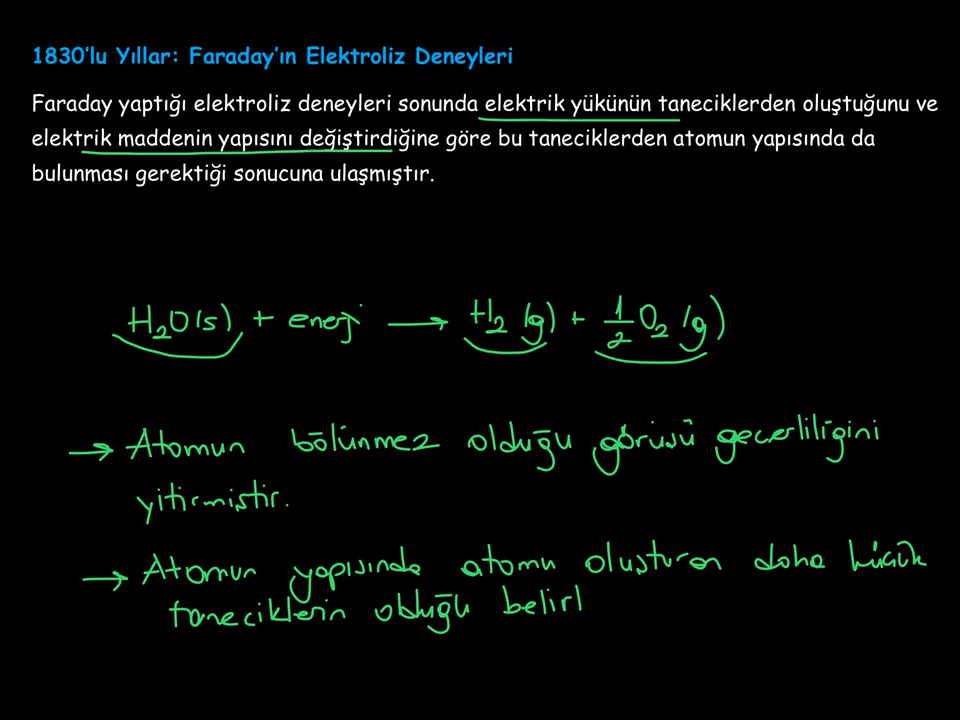 1830'lu Yıllar: Faraday'ın Elektroliz Deneyleri
Faraday yaptığı elektroliz deneyleri sonunda elektrik yükünün taneciklerden oluştuğunu ve
elektrik maddenin yapısını değiştirdiğine göre bu taneciklerden atomun yapısında da
bulunması gerektiği sonucuna ulaşmıştır.
H₂O(s) + enerji → H₂(g) + 1/2 O₂(g)
→ Atomun bölünmez olduğu görüşü geçerliliğini
yitirmiştir.
→ Atomun yapısında atomu oluşturan daha küçük
taneciklerin olduğu belirl